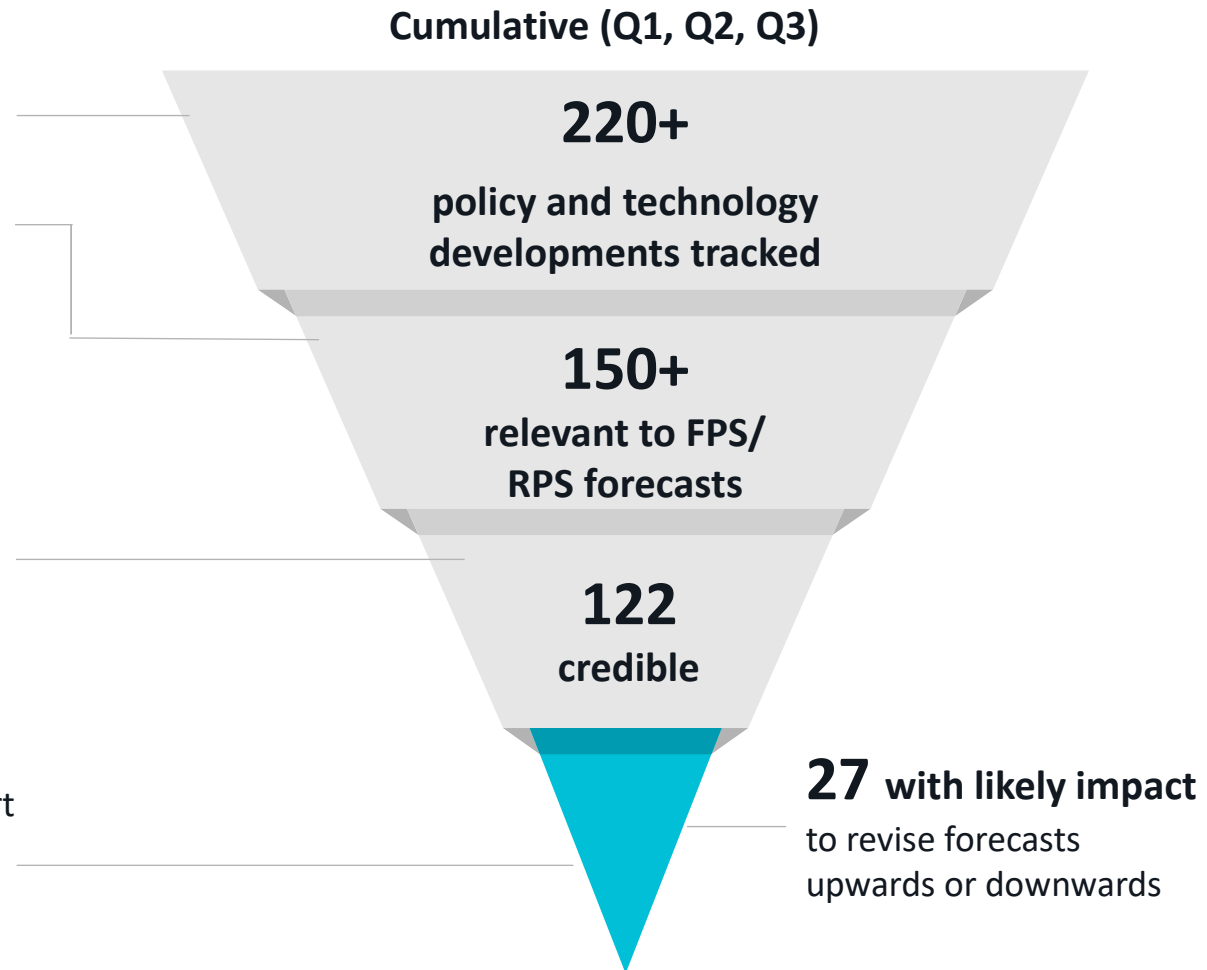 Cumulative (Q1, Q2, Q3)
220+
policy and technology
developments tracked
150+
relevant to FPS/
RPS forecasts
122
credible
27 with likely impact
to revise forecasts
upwards or downwards